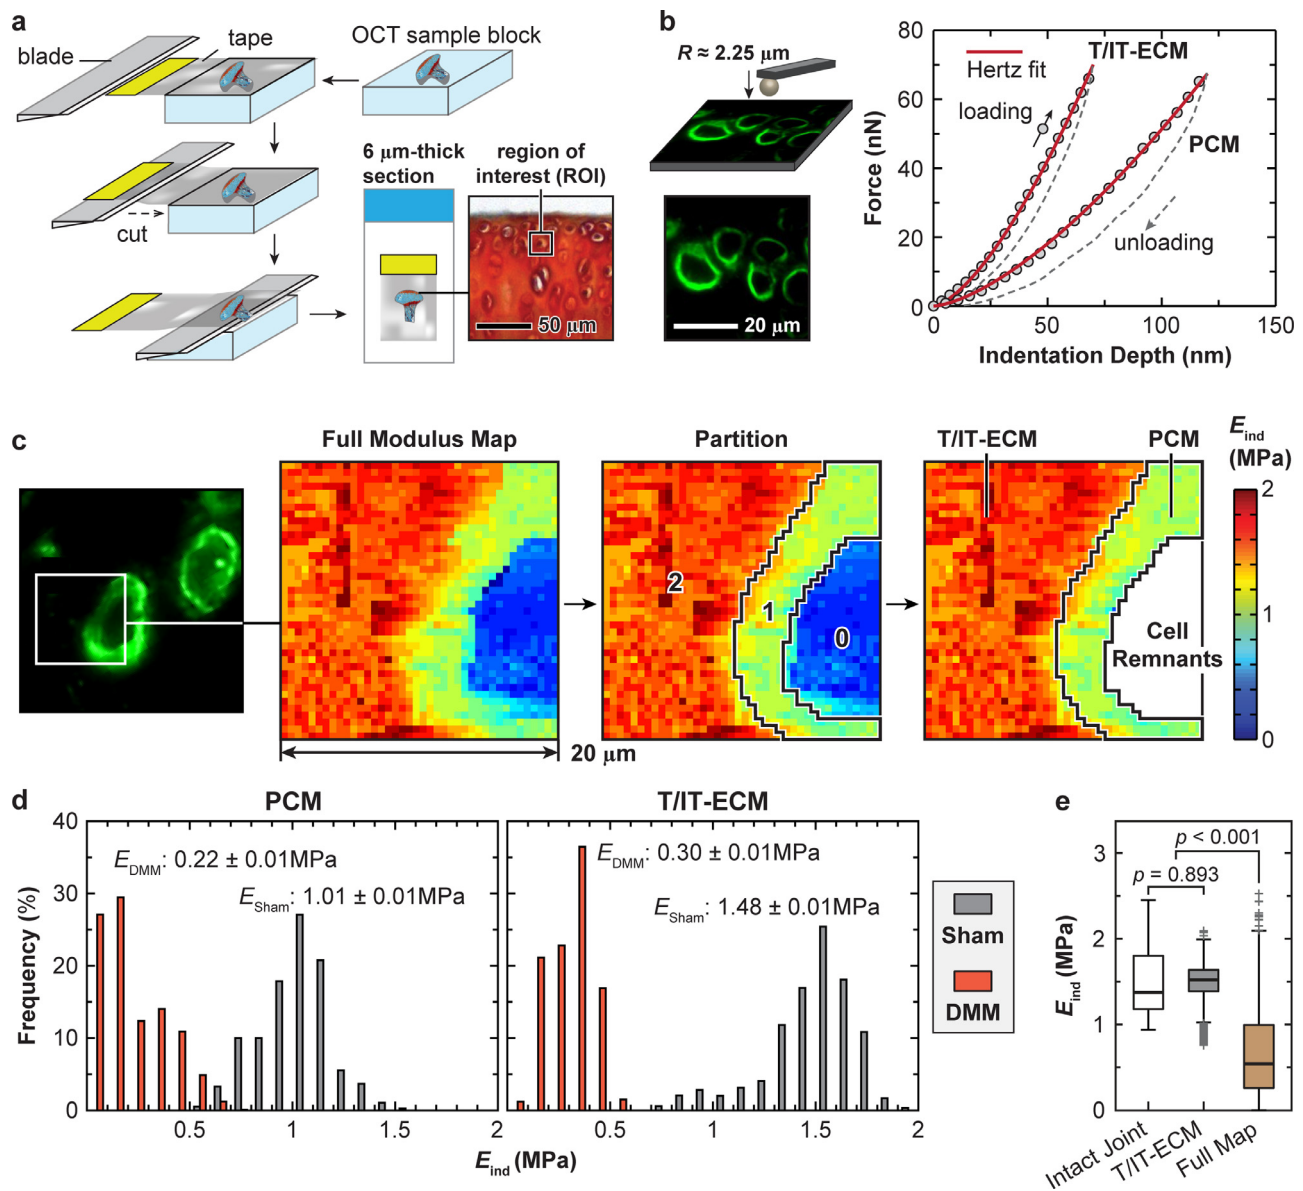 a
blade
tape
OCT sample block
cut
6 μm-thick
section
region of
interest (ROI)
50 μm
b
R ≈ 2.25 μm
20 μm
80
60
40
20
0
Force (nN)
Hertz fit
T/IT-ECM
loading
PCM
unloading
0
50
100
150
Indentation Depth (nm)
c
Full Modulus Map
Partition
T/IT-ECM
PCM
E_ind
(MPa)
2
1
0
2
1
0
Cell
Remnants
20 μm
d
PCM
T/IT-ECM
40
30
20
10
0
Frequency (%)
E_DMM: 0.22 ± 0.01MPa
E_Sham: 1.01 ± 0.01MPa
E_DMM: 0.30 ± 0.01MPa
E_Sham: 1.48 ± 0.01MPa
0.5
1
1.5
2
0.5
1
1.5
2
E_ind (MPa)
Sham
DMM
e
p < 0.001
p = 0.893
3
2
1
0
E_ind (MPa)
Intact Joint
T/IT-ECM
Full Map